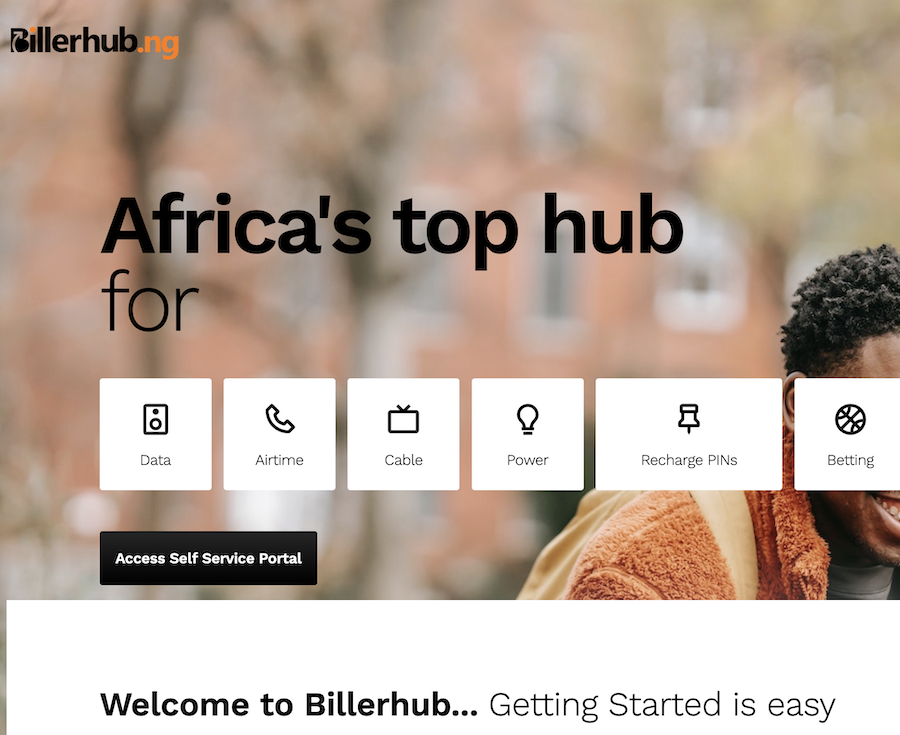 Billerhub.ng
Africa's top hub
for
Data
Airtime
Cable
Power
Recharge PINs
Betting
Access Self Service Portal
Welcome to Billerhub... Getting Started is easy